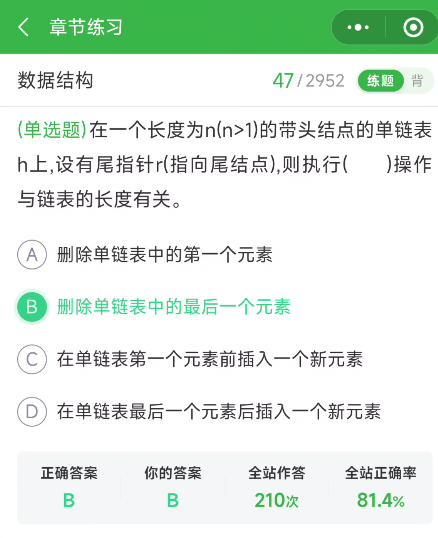 章节练习
数据结构 47/2952 练题 背
(单选题)在一个长度为n(n>1)的带头结点的单链表
h上,设有尾指针r(指向尾结点),则执行( )操作
与链表的长度有关。
A 删除单链表中的第一个元素
B 删除单链表中的最后一个元素
C 在单链表第一个元素前插入一个新元素
D 在单链表最后一个元素后插入一个新元素
正确答案 你的答案 全站作答 全站正确率
B B 210次 81.4%